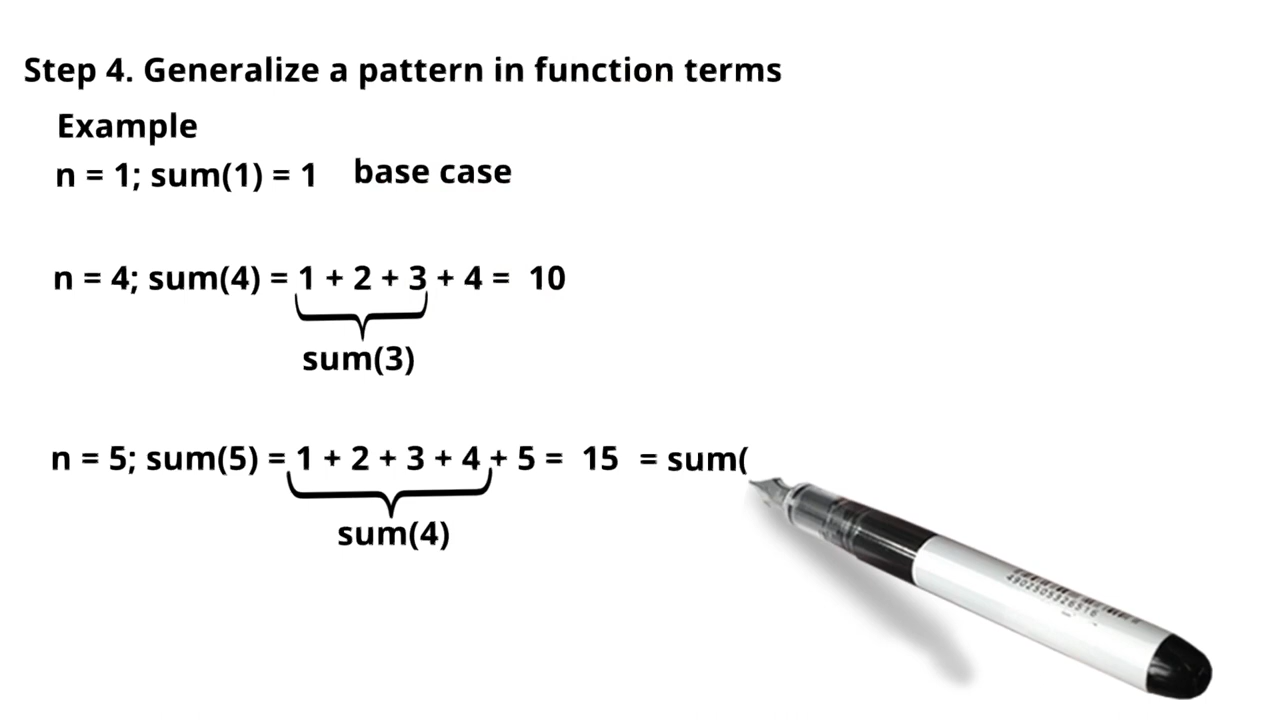 Step 4. Generalize a pattern in function terms
Example
n = 1; sum(1) = 1 base case
n = 4; sum(4) = 1 + 2 + 3 + 4 = 10
sum(3)
n = 5; sum(5) = 1 + 2 + 3 + 4 + 5 = 15 = sum(
sum(4)
4902505326516